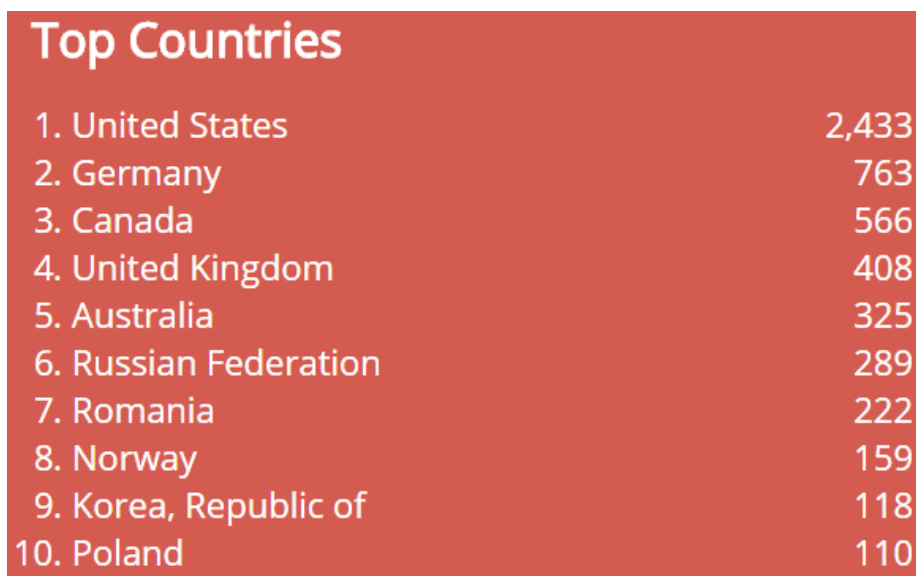 Top Countries
1. United States 2,433
2. Germany 763
3. Canada 566
4. United Kingdom 408
5. Australia 325
6. Russian Federation 289
7. Romania 222
8. Norway 159
9. Korea, Republic of 118
10. Poland 110